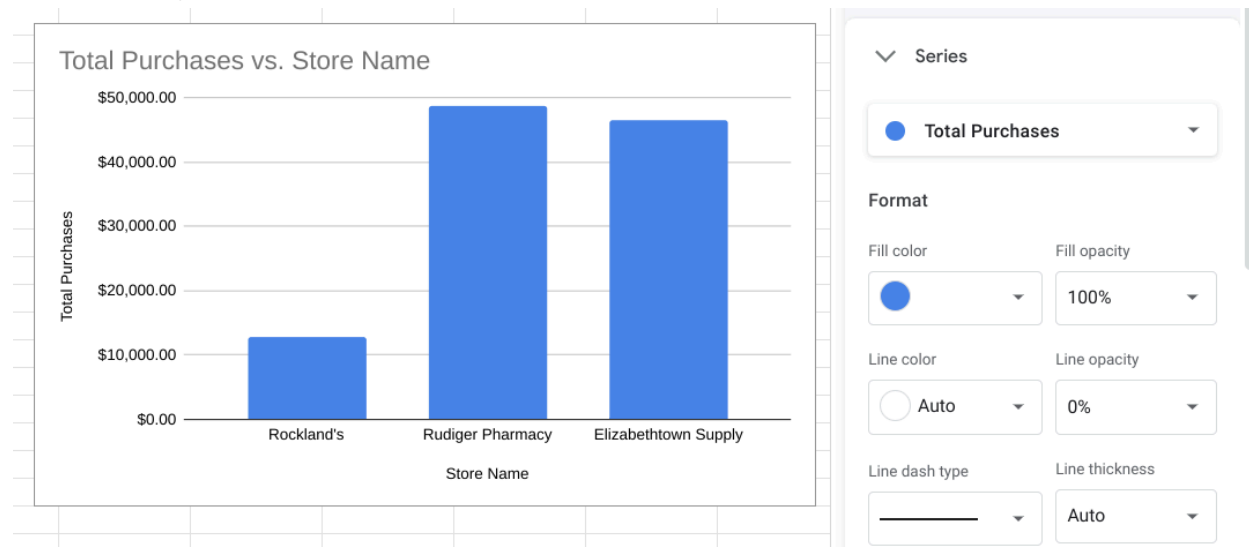 Total Purchases vs. Store Name
$50,000.00
$40,000.00
$30,000.00
$20,000.00
$10,000.00
$0.00
Total Purchases
Rockland's Rudiger Pharmacy Elizabethtown Supply
Store Name
Series
Total Purchases
Format
Fill color Fill opacity
100%
Line color Line opacity
Auto 0%
Line dash type Line thickness
Auto